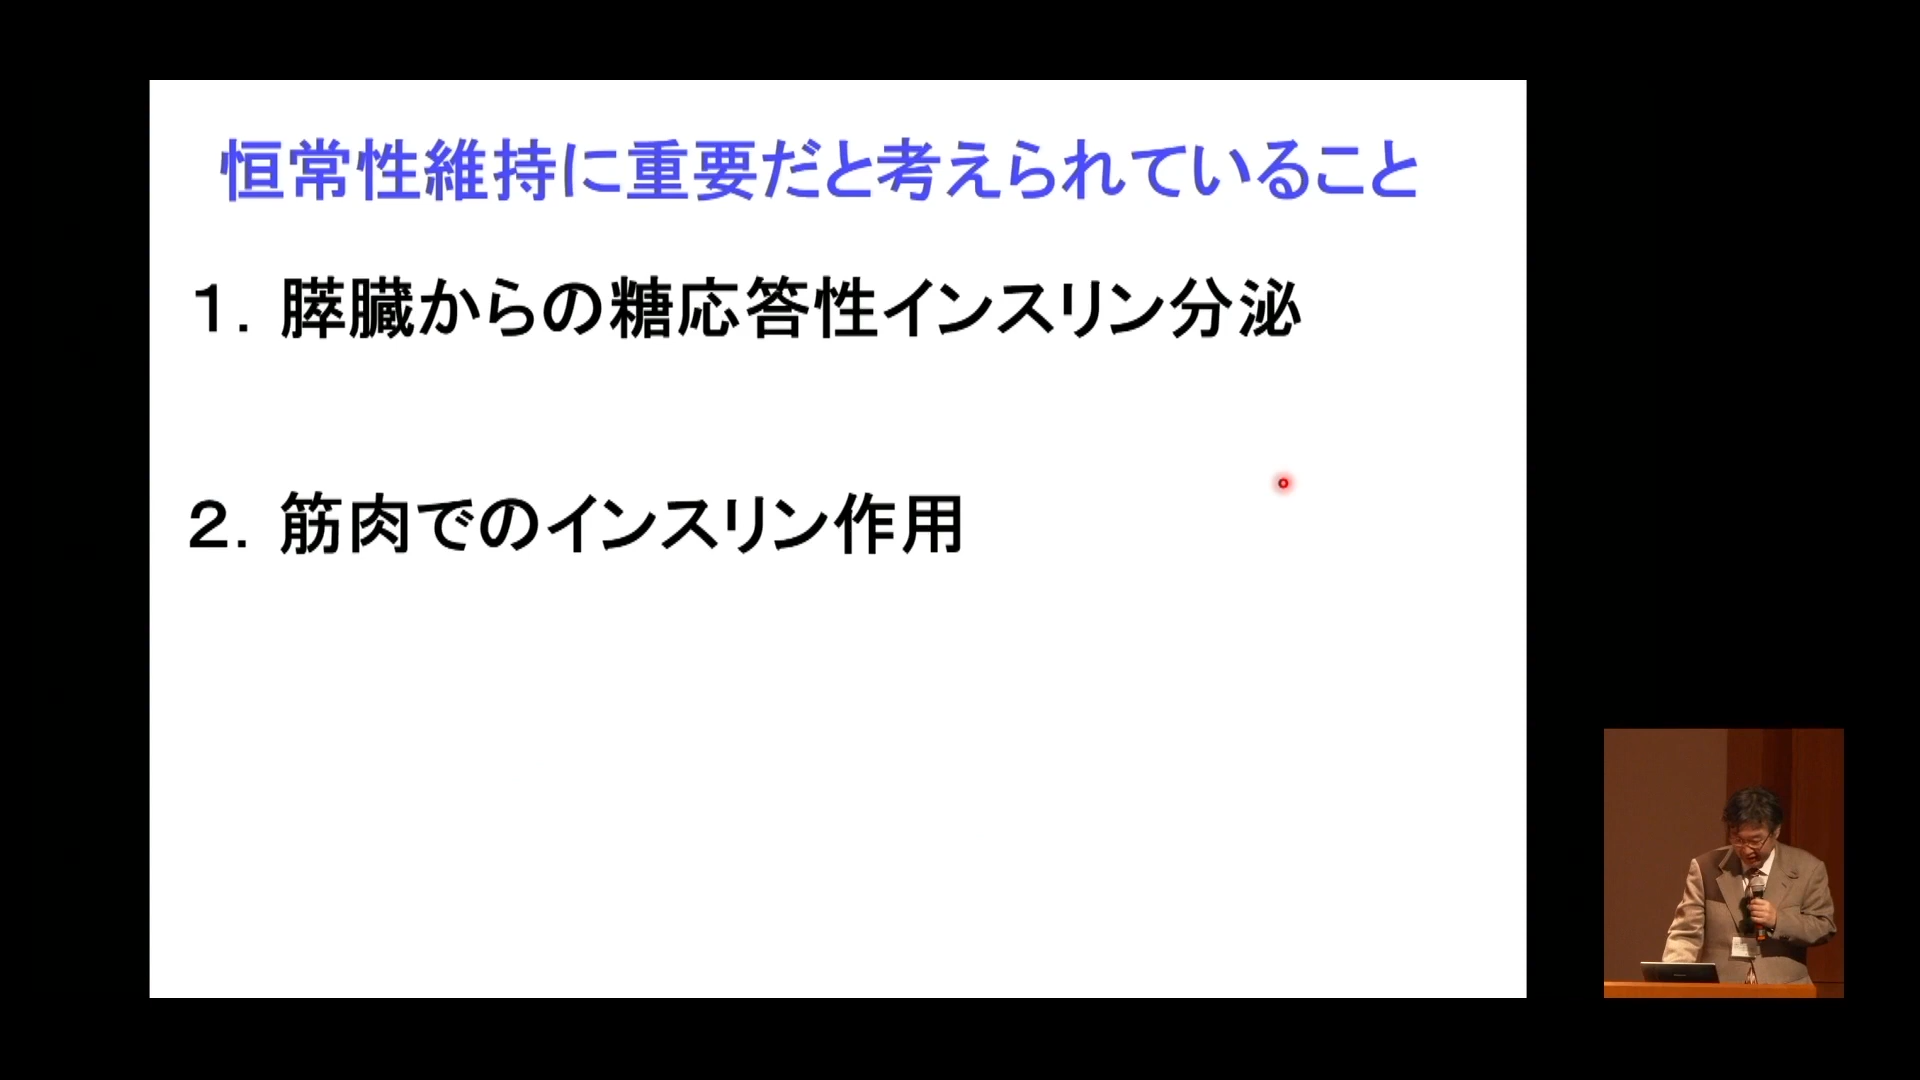 恒常性維持に重要だと考えられていること
１．膵臓からの糖応答性インスリン分泌
２．筋肉でのインスリン作用